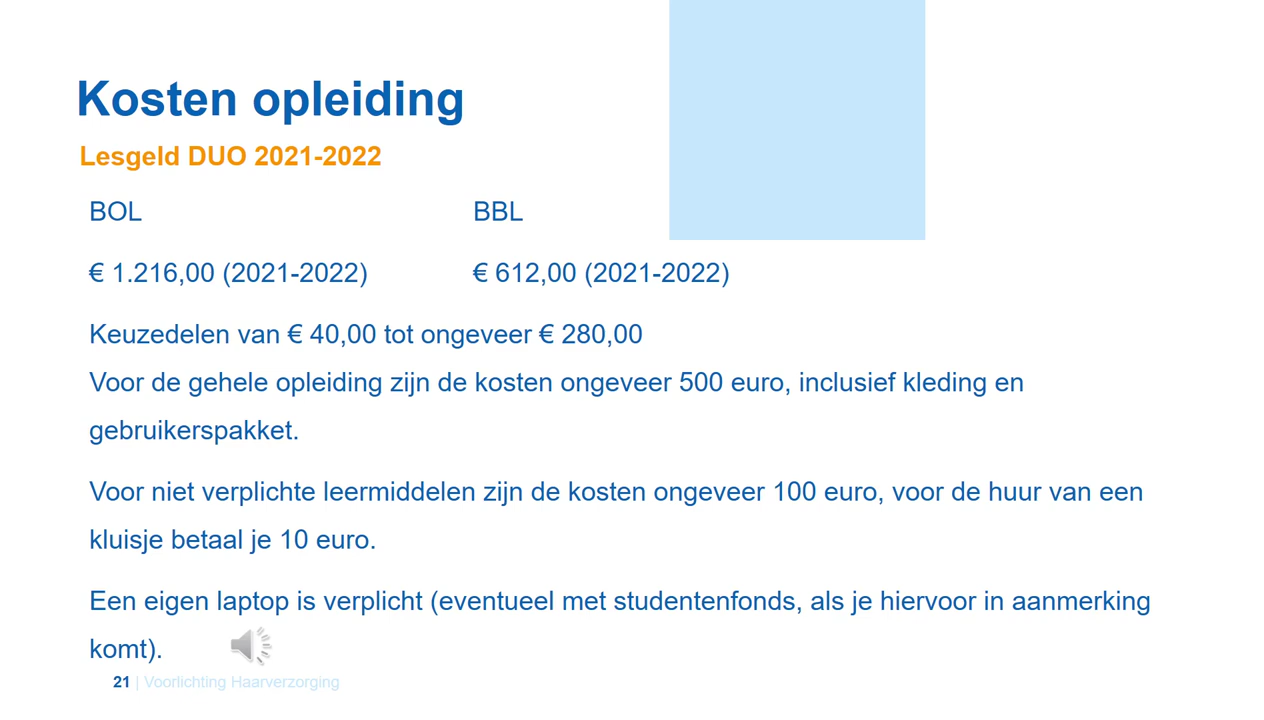 Kosten opleiding
Lesgeld DUO 2021-2022
BOL BBL
€ 1.216,00 (2021-2022) € 612,00 (2021-2022)
Keuzedelen van € 40,00 tot ongeveer € 280,00
Voor de gehele opleiding zijn de kosten ongeveer 500 euro, inclusief kleding en
gebruikerspakket.
Voor niet verplichte leermiddelen zijn de kosten ongeveer 100 euro, voor de huur van een
kluisje betaal je 10 euro.
Een eigen laptop is verplicht (eventueel met studentenfonds, als je hiervoor in aanmerking
komt).
21 | Voorlichting Haarverzorging